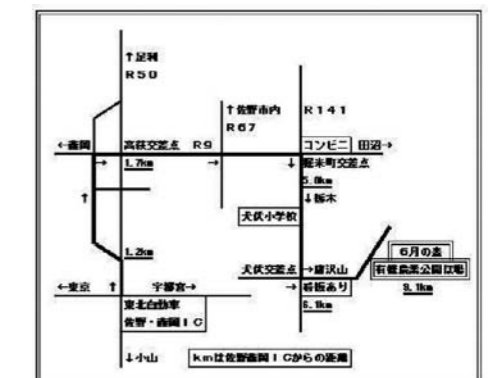 ↑足利
R50
↑佐野市内
R67
R141
←藤岡
高萩交差点 R9
コンビニ
田沼→
→
1.7km
→
↓
堀米町交差点
5.0km
↓栃木
↑
犬伏小学校
1.2km
6月の森
犬伏交差点
→唐沢山
有機農業公園広場
←東京
↑
宇都宮→
→
看板あり
9.1km
東北自動車
佐野・藤岡IC
6.1km
↓小山
kmは佐野藤岡ICからの距離